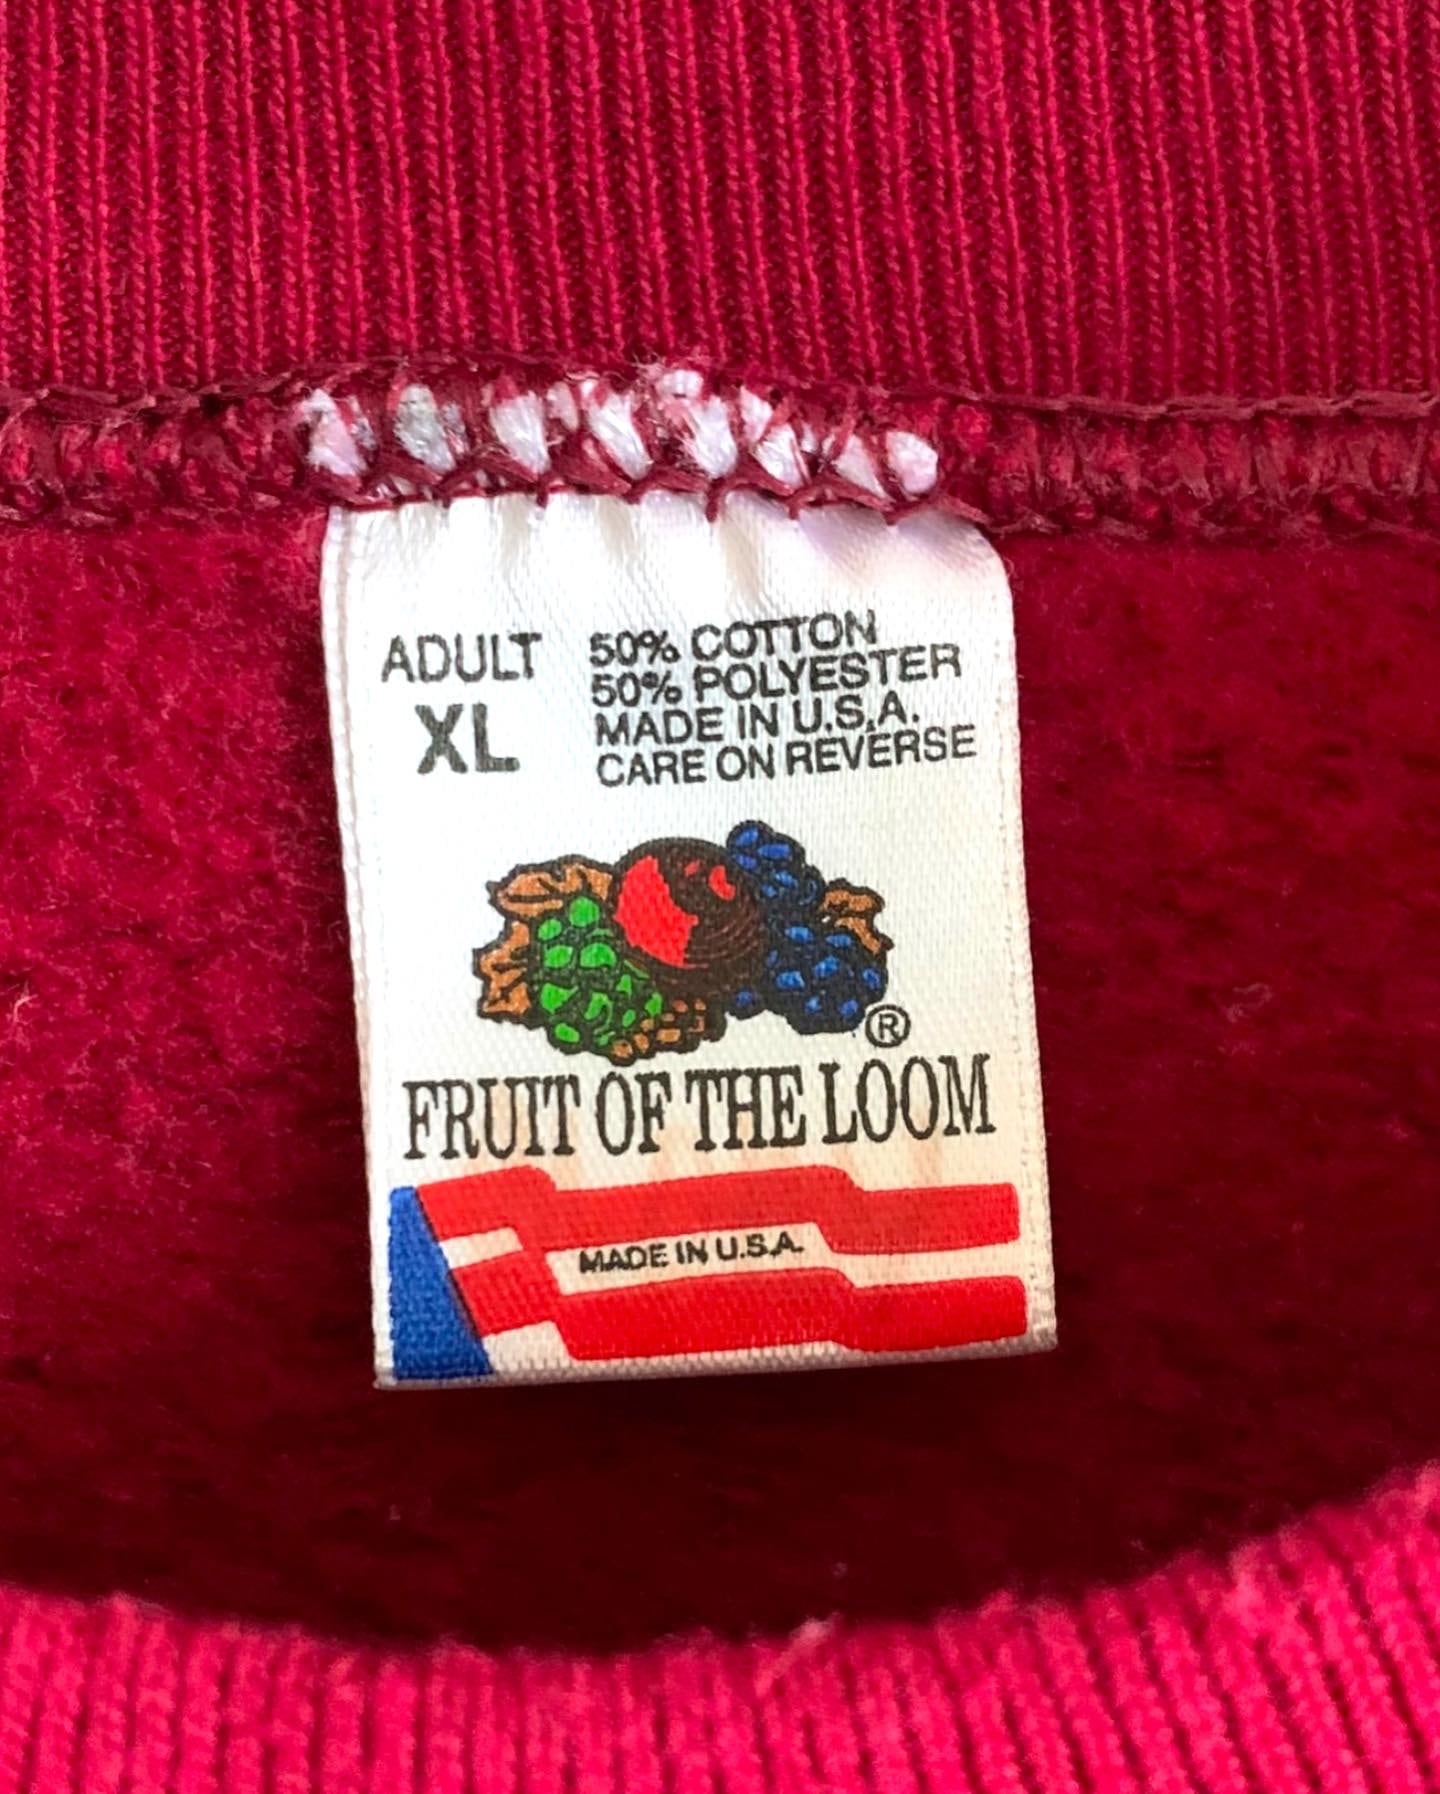 ADULT
XL
50% COTTON
50% POLYESTER
MADE IN U.S.A.
CARE ON REVERSE
®
FRUIT OF THE LOOM
MADE IN U.S.A.